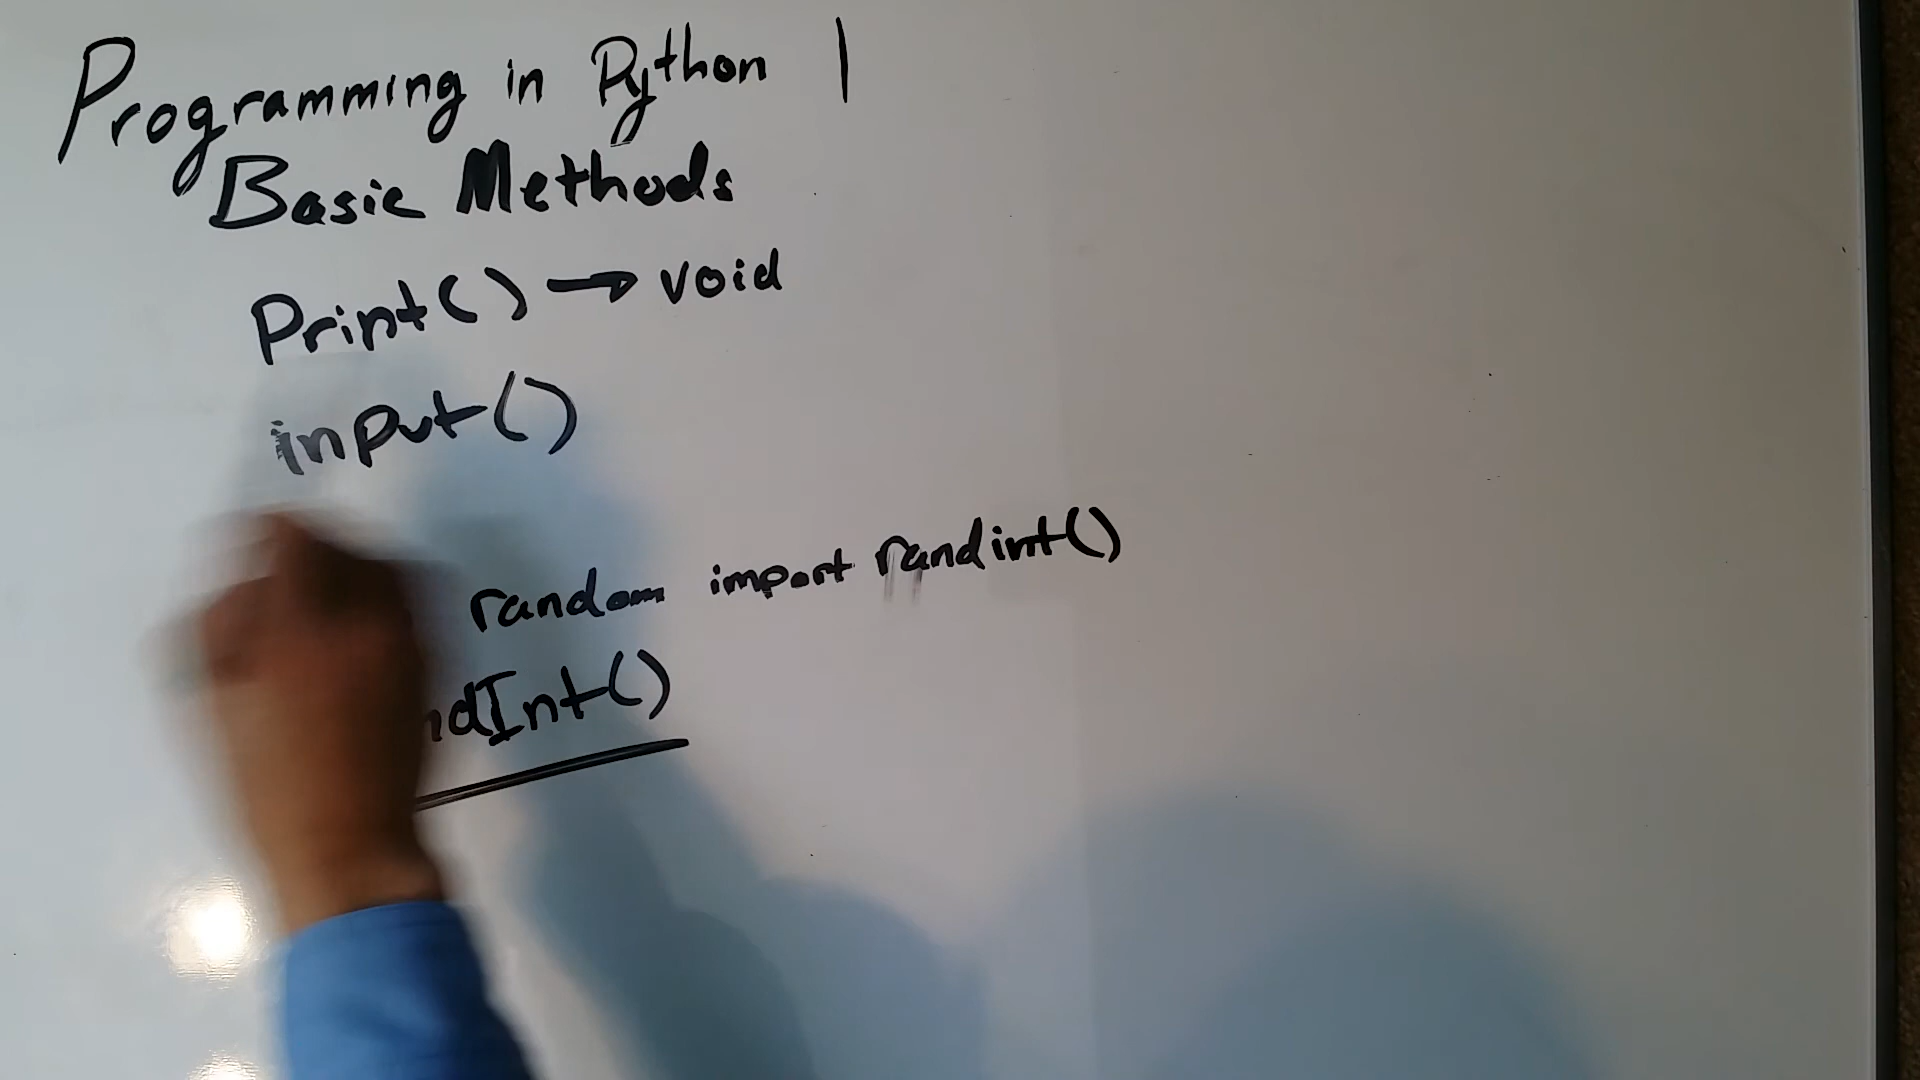 Programming in Python 1
Basic Methods
Print() → void
input()
random import randint()
ndInt()